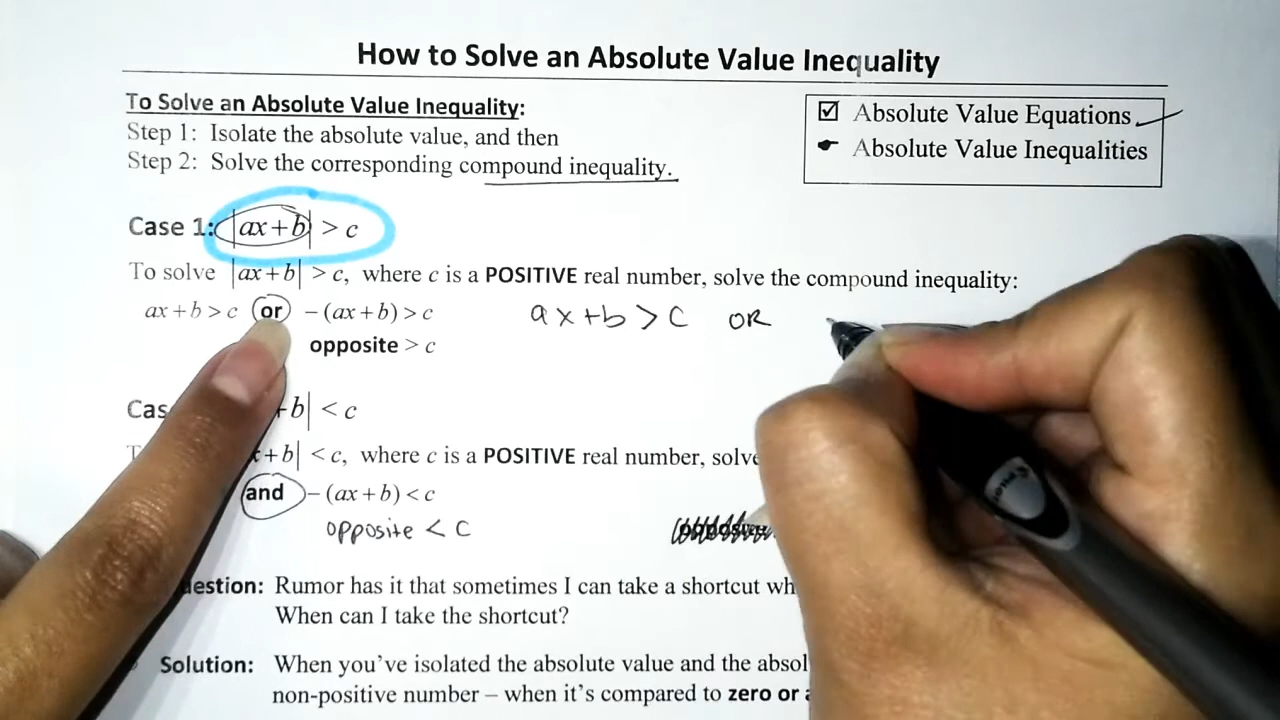 How to Solve an Absolute Value Inequality
To Solve an Absolute Value Inequality:
Step 1: Isolate the absolute value, and then
Step 2: Solve the corresponding compound inequality.
☑ Absolute Value Equations
☛ Absolute Value Inequalities
Case 1: |ax+b| > c
To solve |ax+b| > c, where c is a POSITIVE real number, solve the compound inequality:
ax+b > c or -(ax+b) > c ax+b > c OR
opposite > c
Cas b| < c
+b| < c, where c is a POSITIVE real number, solve
and -(ax+b) < c
opposite < c
estion: Rumor has it that sometimes I can take a shortcut wh
When can I take the shortcut?
Solution: When you've isolated the absolute value and the absol
non-positive number – when it's compared to zero or